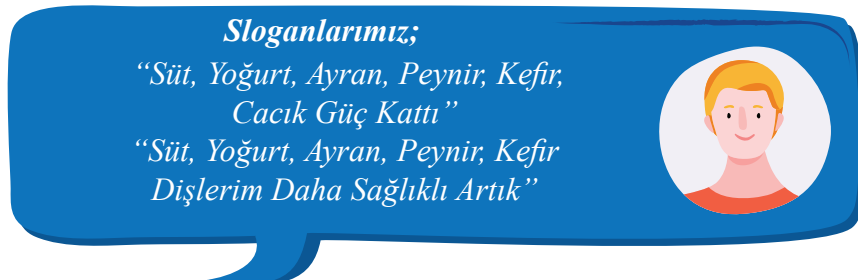 Sloganlarımız;
“Süt, Yoğurt, Ayran, Peynir, Kefir,
Cacık Güç Kattı”
“Süt, Yoğurt, Ayran, Peynir, Kefir
Dişlerim Daha Sağlıklı Artık”